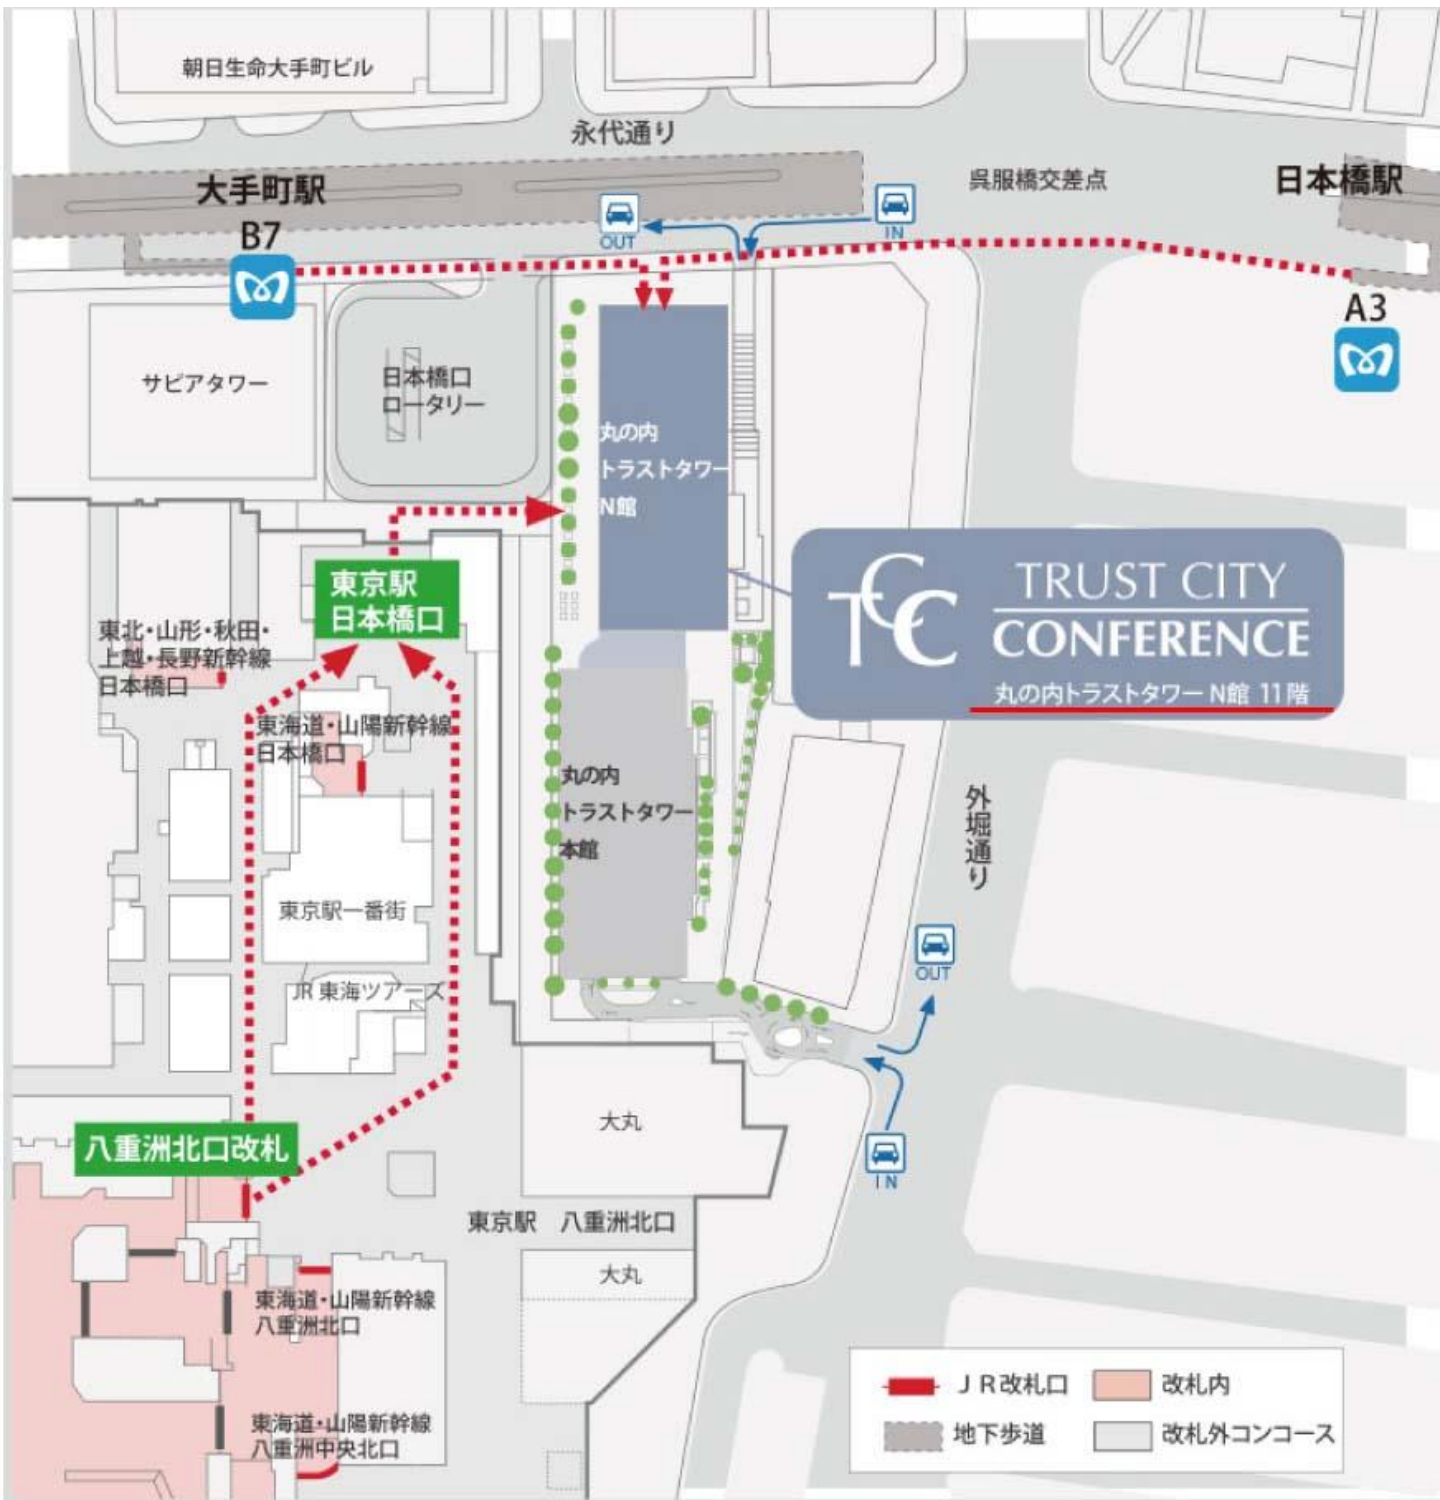 朝日生命大手町ビル
永代通り
大手町駅
呉服橋交差点
日本橋駅
B7
OUT
IN
A3
サピアタワー
日本橋口
ロータリー
丸の内
トラストタワー
N館
TCCC
TRUST CITY
CONFERENCE
丸の内トラストタワー N館 11階
東京駅
日本橋口
東北・山形・秋田・
上越・長野新幹線
日本橋口
東海道・山陽新幹線
日本橋口
丸の内
トラストタワー
本館
外堀通り
東京駅一番街
JR東海ツアーズ
OUT
大丸
八重洲北口改札
IN
東京駅 八重洲北口
大丸
東海道・山陽新幹線
八重洲北口
東海道・山陽新幹線
八重洲中央北口
JR改札口
改札内
地下歩道
改札外コンコース